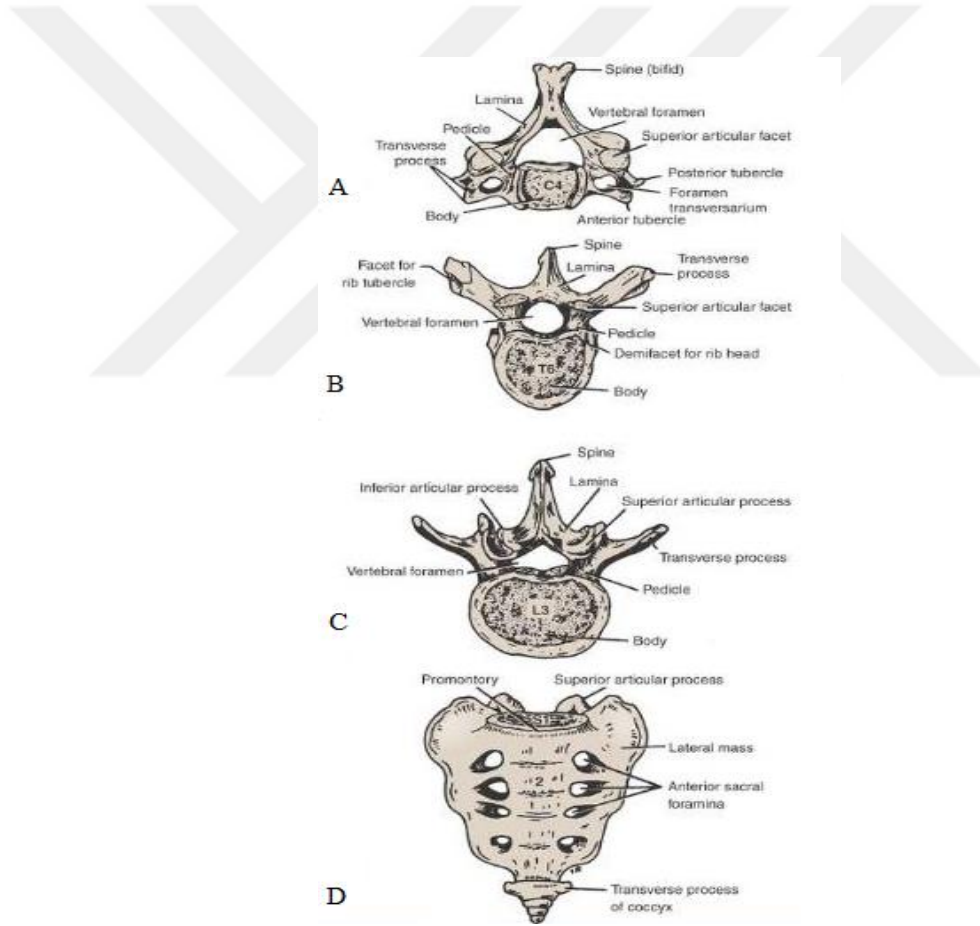 Spine (bifid)
Lamina
Vertebral foramen
Pedicle
Superior articular facet
Transverse
process
Posterior tubercle
A
C4
Foramen
transversarium
Body
Anterior tubercle
Spine
Facet for
rib tubercle
Lamina
Transverse
process
Superior articular facet
Vertebral foramen
Pedicle
Demifacet for rib head
T6
B
Body
Spine
Inferior articular process
Lamina
Superior articular process
Transverse process
Vertebral foramen
Pedicle
L3
C
Body
Promontory
Superior articular process
S1
Lateral mass
2
Anterior sacral
foramina
1
D
Transverse process
of coccyx